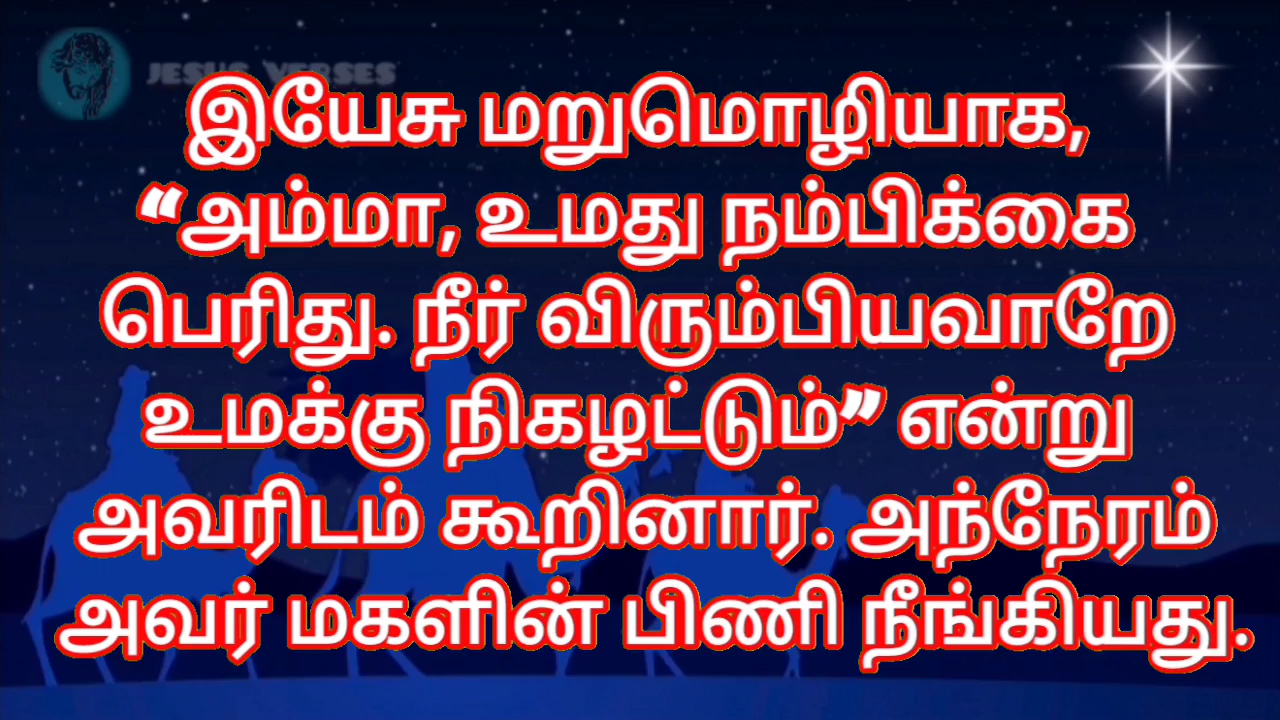 JESUS VERSES
இயேசு மறுமொழியாக,
“அம்மா, உமது நம்பிக்கை
பெரிது. நீர் விரும்பியவாறே
உமக்கு நிகழட்டும்” என்று
அவரிடம் கூறினார். அந்நேரம்
அவர் மகளின் பிணி நீங்கியது.